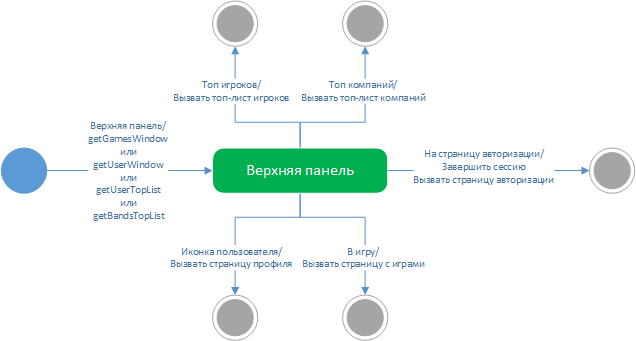 Топ игроков/
Вызвать топ-лист игроков
Топ компаний/
Вызвать топ-лист компаний
Верхняя панель/
getGamesWindow
или
getUserWindow
или
getUserTopList
или
getBandsTopList
Верхняя панель
На страницу авторизации/
Завершить сессию
Вызвать страницу авторизации
Иконка пользователя/
Вызвать страницу профиля
В игру/
Вызвать страницу с играми